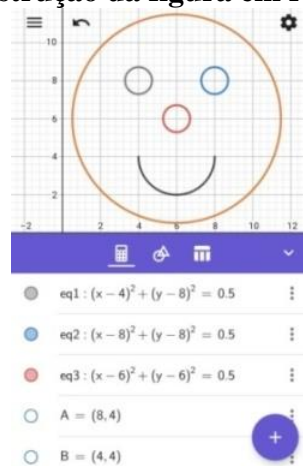 strução da figura em
10
8
6
4
2
−2 2 4 6 8 10 12
eq1 : (x − 4)² + (y − 8)² = 0.5
eq2 : (x − 8)² + (y − 8)² = 0.5
eq3 : (x − 6)² + (y − 6)² = 0.5
A = (8, 4)
B = (4, 4)